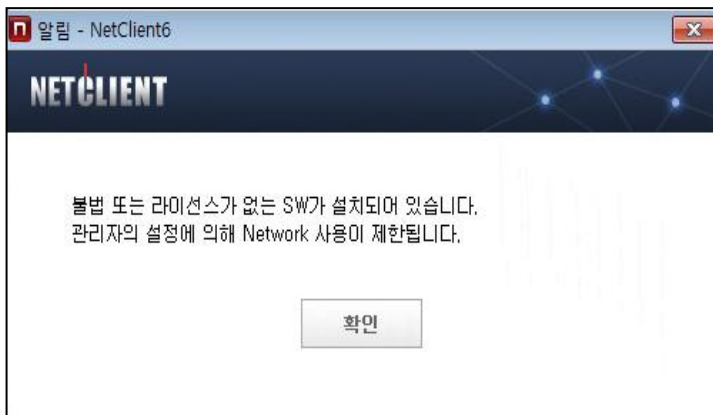 알림 - NetClient6
NETCLIENT
불법 또는 라이선스가 없는 SW가 설치되어 있습니다.
관리자의 설정에 의해 Network 사용이 제한됩니다.
확인